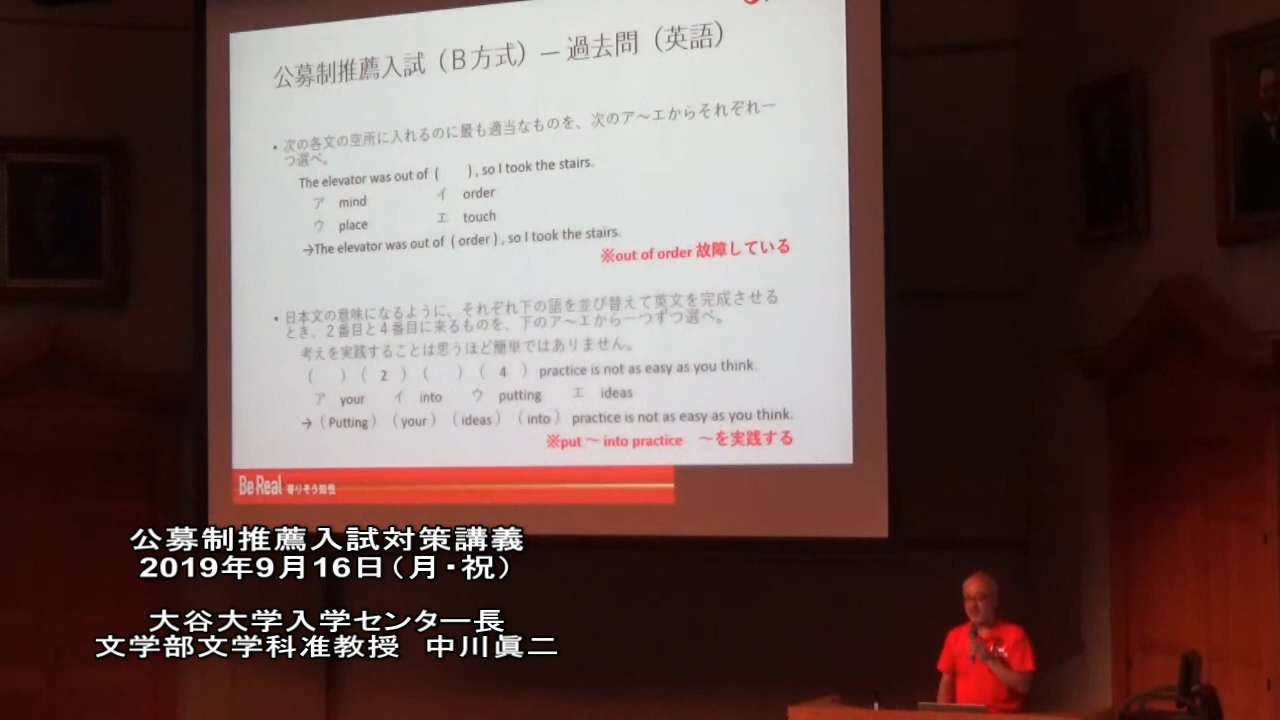 公募制推薦入試（Ｂ方式）― 過去問（英語）
・次の各文の空所に入れるのに最も適当なものを、次のア～エからそれぞれ一
つ選べ。
The elevator was out of (　　) , so I took the stairs.
ア　mind　　イ　order
ウ　place　　エ　touch
→The elevator was out of ( order ) , so I took the stairs.
※out of order 故障している
・日本文の意味になるように、それぞれ下の語を並び替えて英文を完成させる
とき、２番目と４番目に来るものを、下のア～エから一つずつ選べ。
考えを実践することは思うほど簡単ではありません。
（　）（ 2 ）（　）（ 4 ）practice is not as easy as you think.
ア　your　イ　into　ウ　putting　エ　ideas
→（Putting）（your）（ideas）（into）practice is not as easy as you think.
※put ～ into practice　～を実践する
Be Real 寄りそう知性
公募制推薦入試対策講義
2019年9月16日（月・祝）
大谷大学入学センター長
文学部文学科准教授　中川眞二